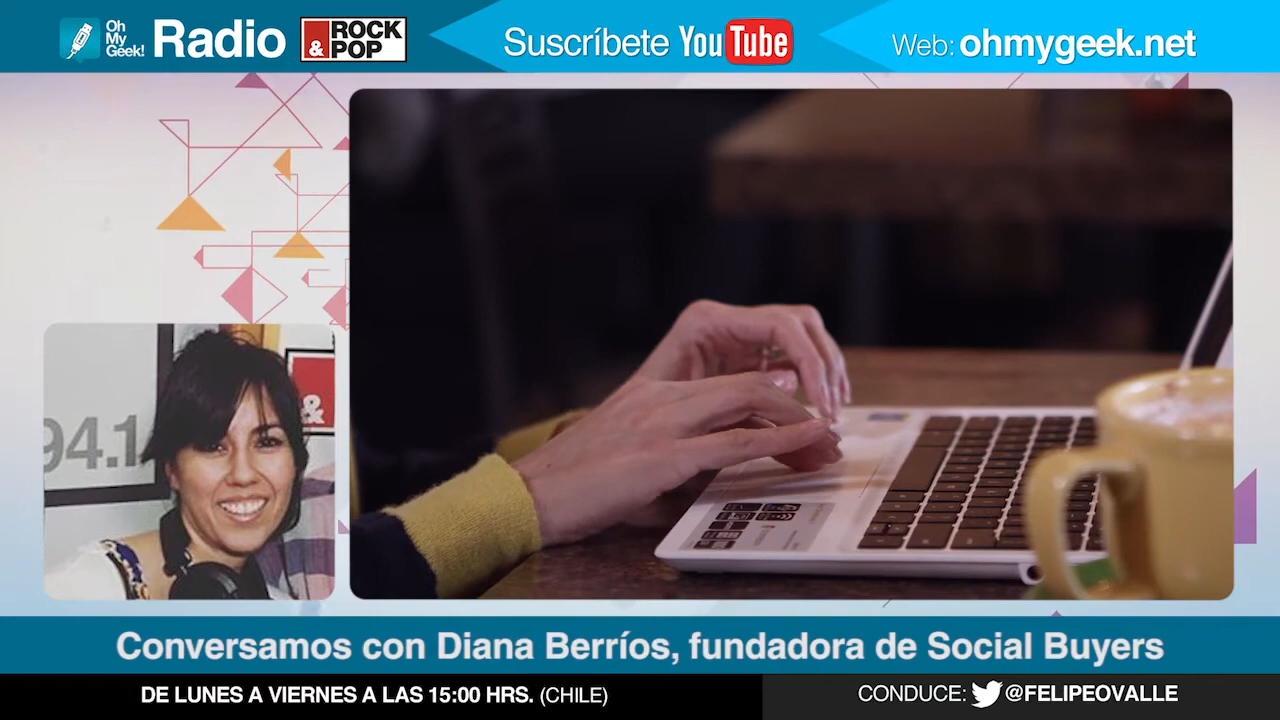 Oh
My
Geek!
Radio
ROCK
& POP
Suscríbete YouTube
Web: ohmygeek.net
94.1
&
Conversamos con Diana Berríos, fundadora de Social Buyers
DE LUNES A VIERNES A LAS 15:00 HRS. (CHILE)
CONDUCE: @FELIPEOVALLE